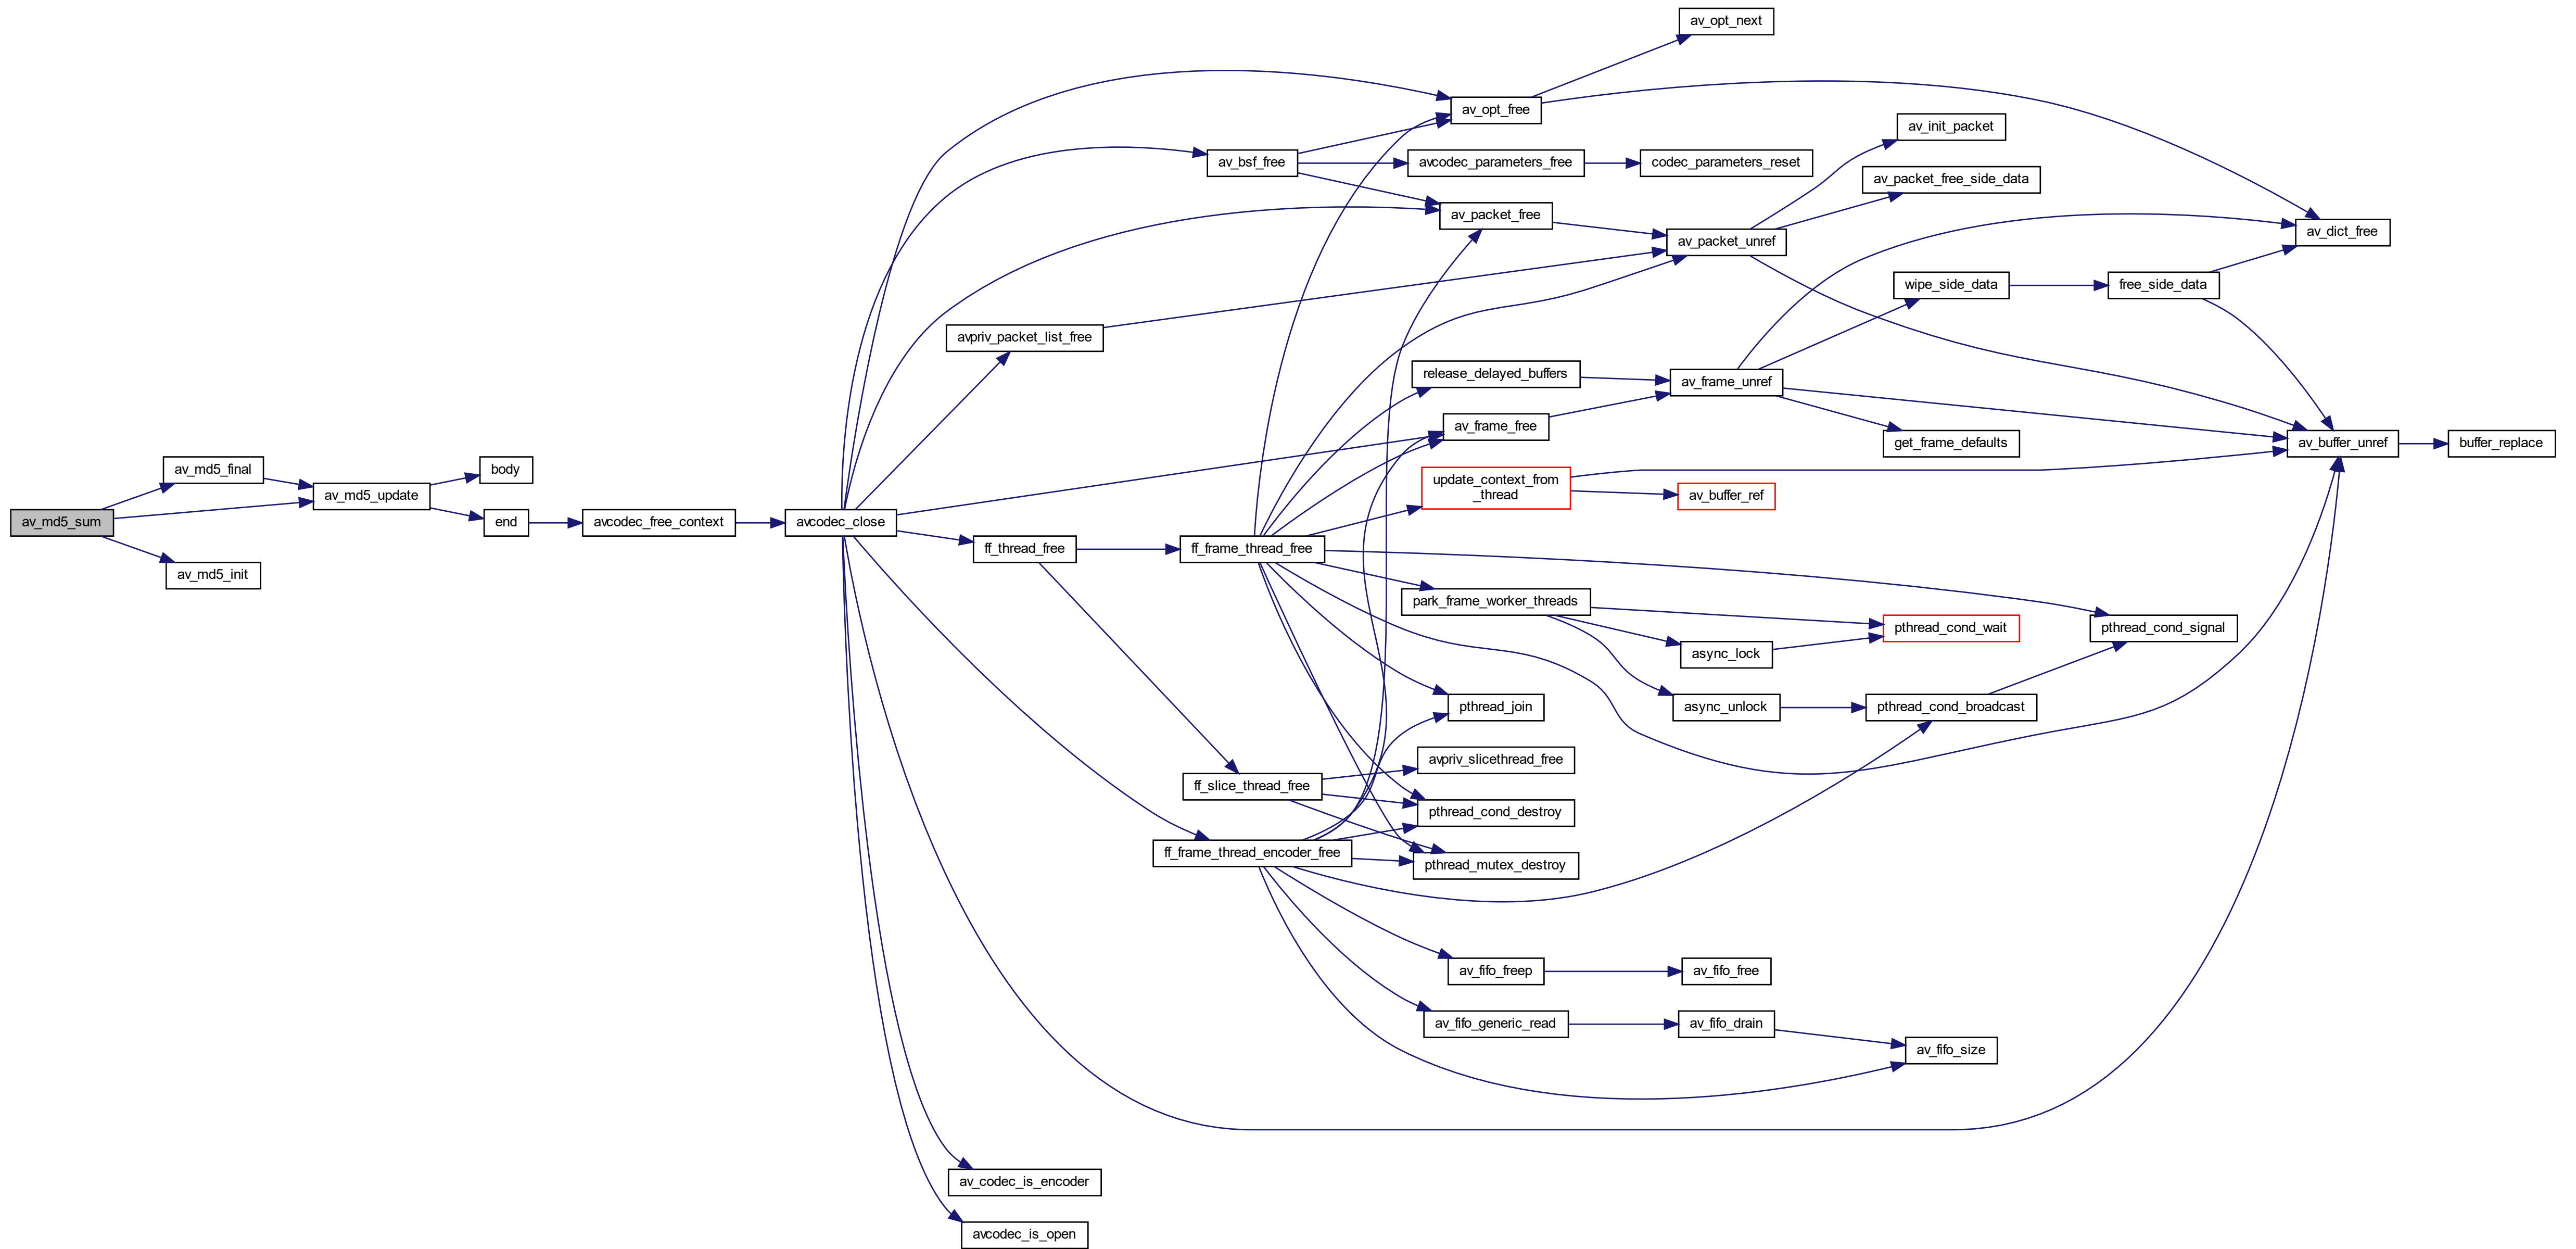 av_md5_sum
av_md5_final
av_md5_init
av_md5_update
body
end
avcodec_free_context
avcodec_close
avpriv_packet_list_free
ff_thread_free
av_codec_is_encoder
avcodec_is_open
av_bsf_free
ff_frame_thread_free
ff_slice_thread_free
ff_frame_thread_encoder_free
av_opt_free
avcodec_parameters_free
av_packet_free
release_delayed_buffers
av_frame_free
update_context_from
_thread
park_frame_worker_threads
pthread_join
avpriv_slicethread_free
pthread_cond_destroy
pthread_mutex_destroy
av_fifo_freep
av_fifo_generic_read
av_opt_next
codec_parameters_reset
av_packet_unref
av_frame_unref
av_buffer_ref
async_lock
async_unlock
av_fifo_free
av_fifo_drain
av_init_packet
av_packet_free_side_data
wipe_side_data
get_frame_defaults
pthread_cond_wait
pthread_cond_broadcast
av_fifo_size
free_side_data
pthread_cond_signal
av_dict_free
av_buffer_unref
buffer_replace